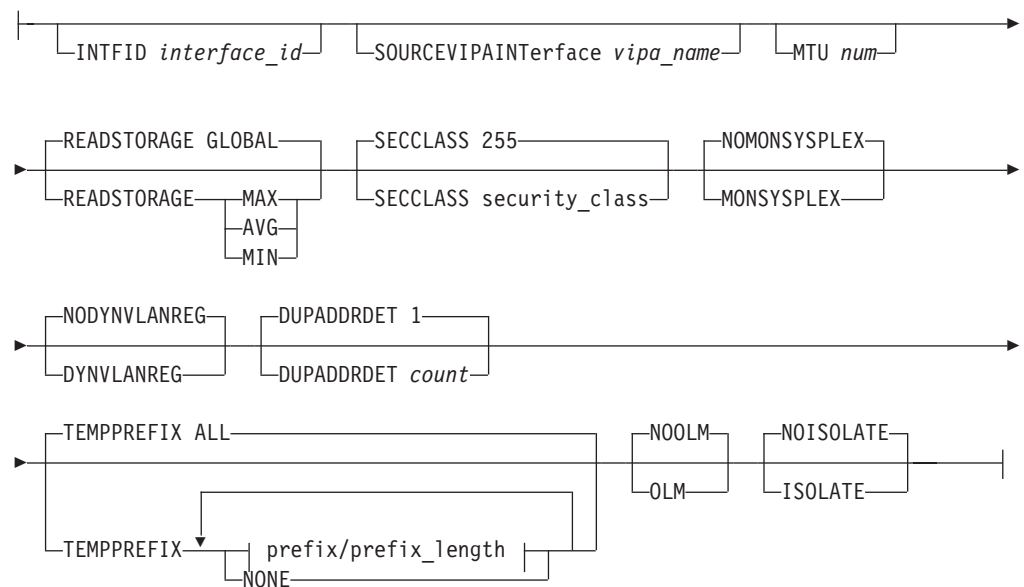 INTFID interface_id SOURCEVIPAINTerface vipa_name MTU num
READSTORAGE GLOBAL SECCLASS 255 NOMONSYSPLEX
READSTORAGE MAX SECCLASS security_class MONSYSPLEX
AVG
MIN
NODYNVLANREG DUPADDRDET 1
DYNVLANREG DUPADDRDET count
TEMPPREFIX ALL NOOLM NOISOLATE
OLM ISOLATE
TEMPPREFIX prefix/prefix_length
NONE